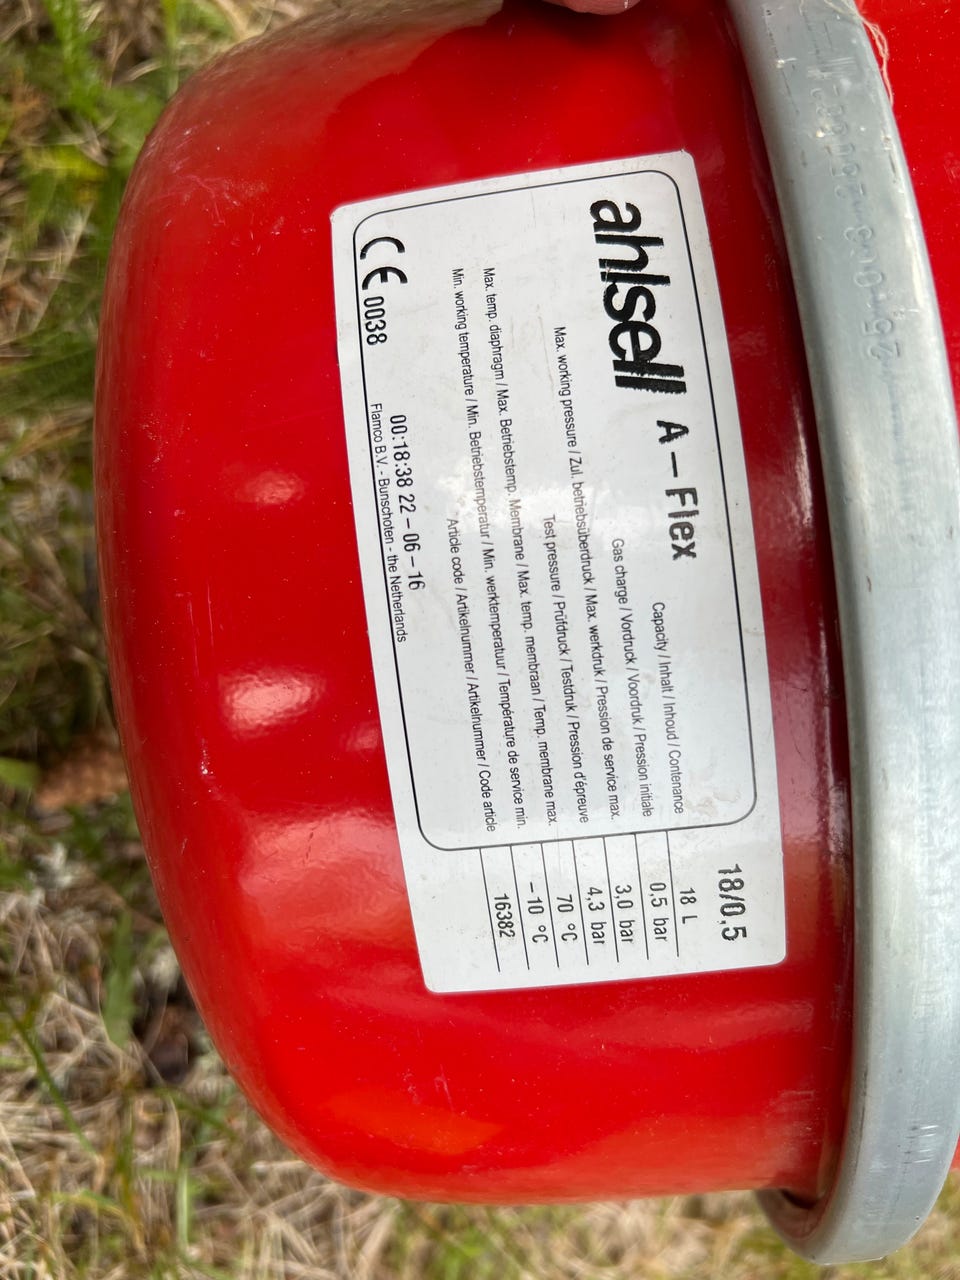 ahlsell A – Flex 18/0,5
Capacity / Inhalt / Inhoud / Contenance 18 L
Gas charge / Vordruck / Voordruk / Pression initiale 0,5 bar
Max. working pressure / Zul. betriebsüberdruck / Max. werkdruk / Pression de service max. 3,0 bar
Test pressure / Prüfdruck / Testdruk / Pression d'épreuve 4,3 bar
Max. temp. diaphragm / Max. Betriebstemp. Membrane / Max. temp. membraan / Temp. membrane max. 70 °C
Min. working temperature / Min. Betriebstemperatur / Min. werktemperatuur / Température de service min. –10 °C
Article code / Artikelnummer / Artikelnummer / Code article 16382
CE 0038 00:18:38 22–06–16
Flamco B.V. - Bunschoten - the Netherlands